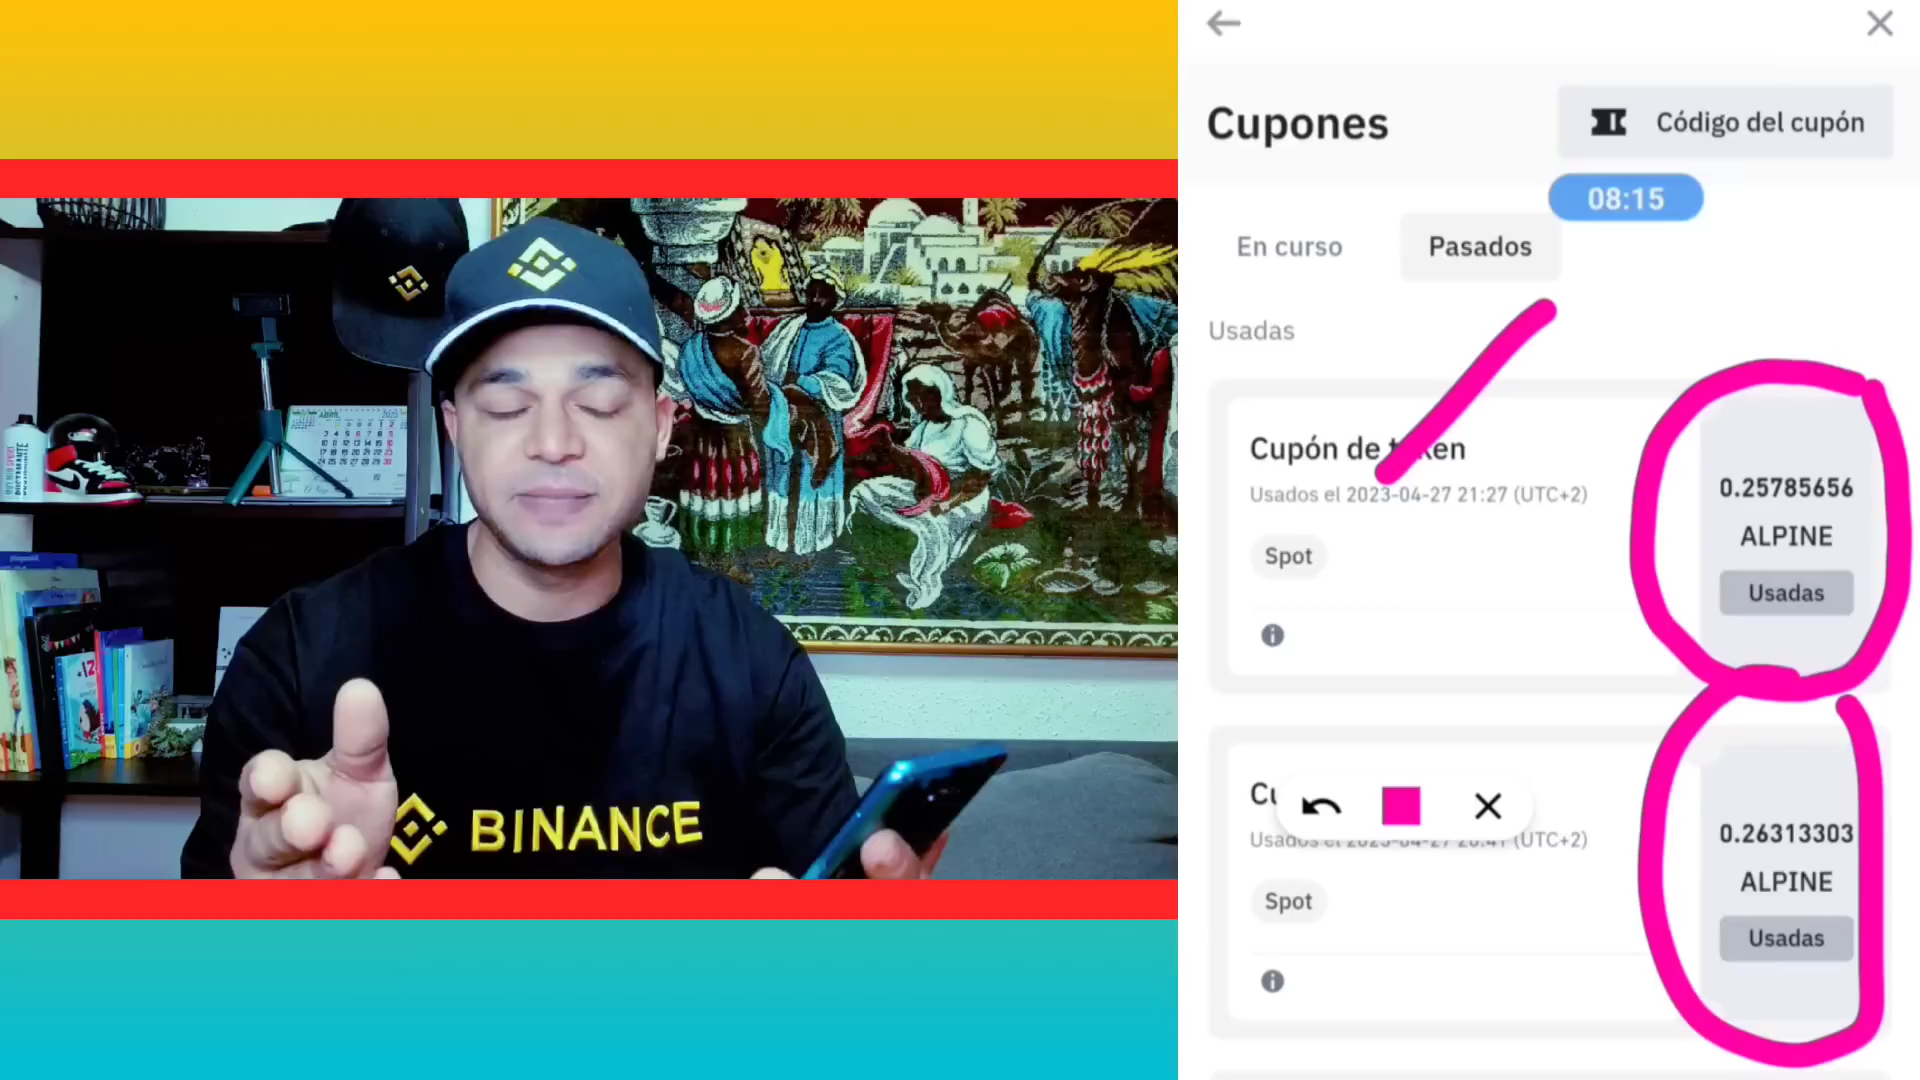 BINANCE
ABRIL
Cupones
Código del cupón
08:15
En curso
Pasados
Usadas
Cupón de
Usados el 2023-04-27 21:27 (UTC+2)
0.25785656
ALPINE
Spot
Usadas
(UTC+2)
0.26313303
ALPINE
Spot
Usadas